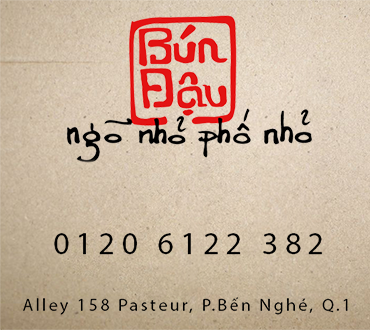 Bún
Đậu
ngõ nhỏ phố nhỏ
0120 6122 382
Alley 158 Pasteur, P.Bến Nghé, Q.1